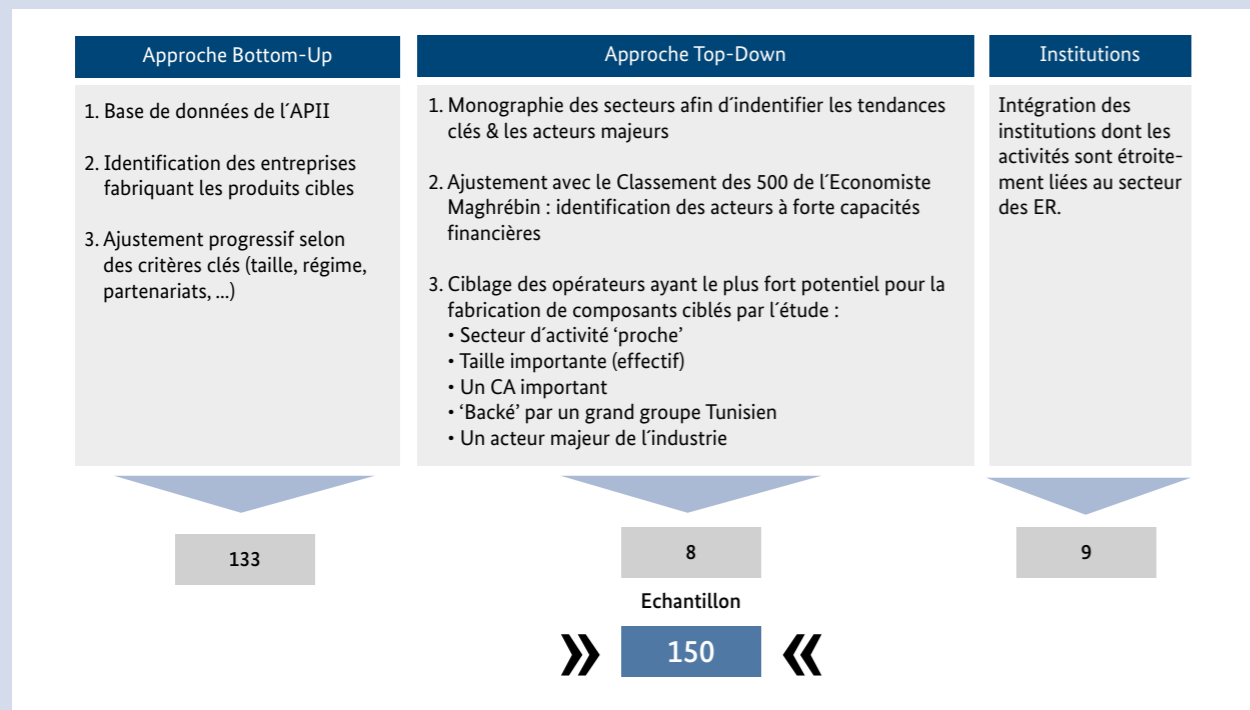 Approche Bottom-Up
1. Base de données de l´APII
2. Identification des entreprises
fabriquant les produits cibles
3. Ajustement progressif selon
des critères clés (taille, régime,
partenariats, ...)
133
Approche Top-Down
1. Monographie des secteurs afin d´indentifier les tendances
clés & les acteurs majeurs
2. Ajustement avec le Classement des 500 de l´Economiste
Maghrébin : identification des acteurs à forte capacités
financières
3. Ciblage des opérateurs ayant le plus fort potentiel pour la
fabrication de composants ciblés par l´étude :
• Secteur d´activité ‘proche’
• Taille importante (effectif)
• Un CA important
• ‘Backé’ par un grand groupe Tunisien
• Un acteur majeur de l´industrie
8
Institutions
Intégration des
institutions dont les
activités sont étroite-
ment liées au secteur
des ER.
9
Echantillon
» 150 «